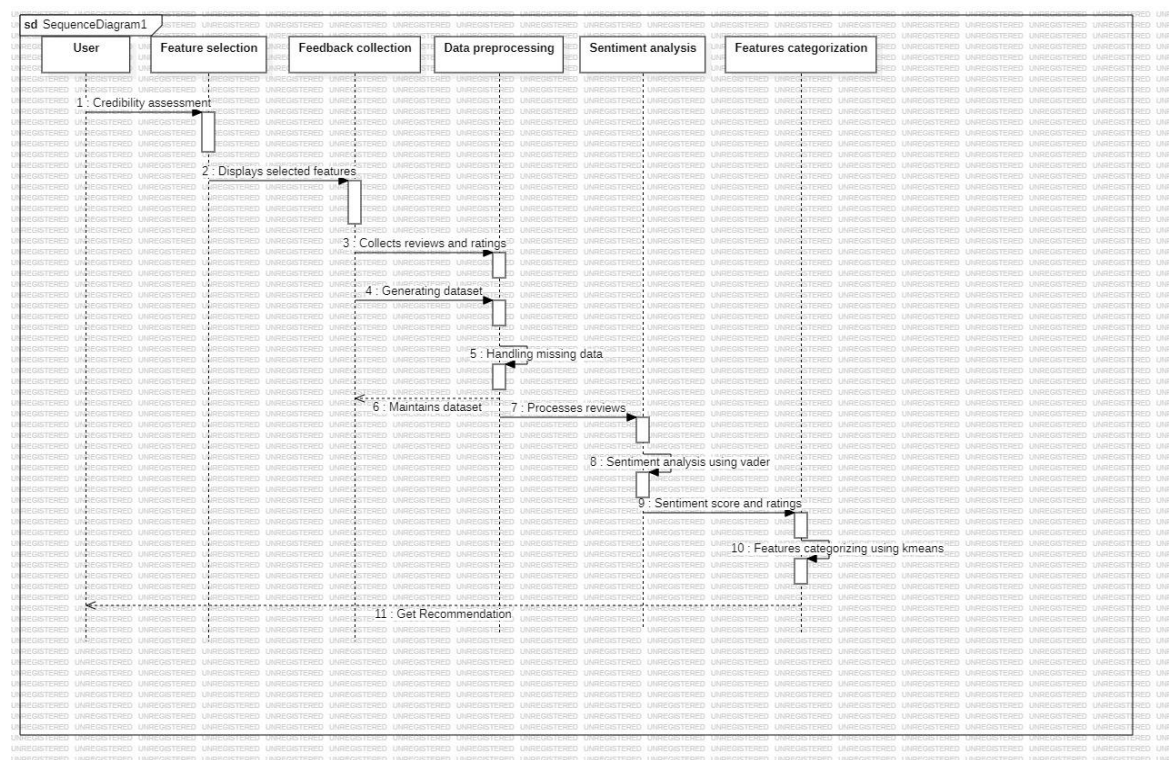 sd SequenceDiagram1
User
Feature selection
Feedback collection
Data preprocessing
Sentiment analysis
Features categorization
1 : Credibility assessment
2 : Displays selected features
3 : Collects reviews and ratings
4 : Generating dataset
5 : Handling missing data
6 : Maintains dataset
7 : Processes reviews
8 : Sentiment analysis using vader
9 : Sentiment score and ratings
10 : Features categorizing using kmeans
11 : Get Recommendation
UNREGISTERED